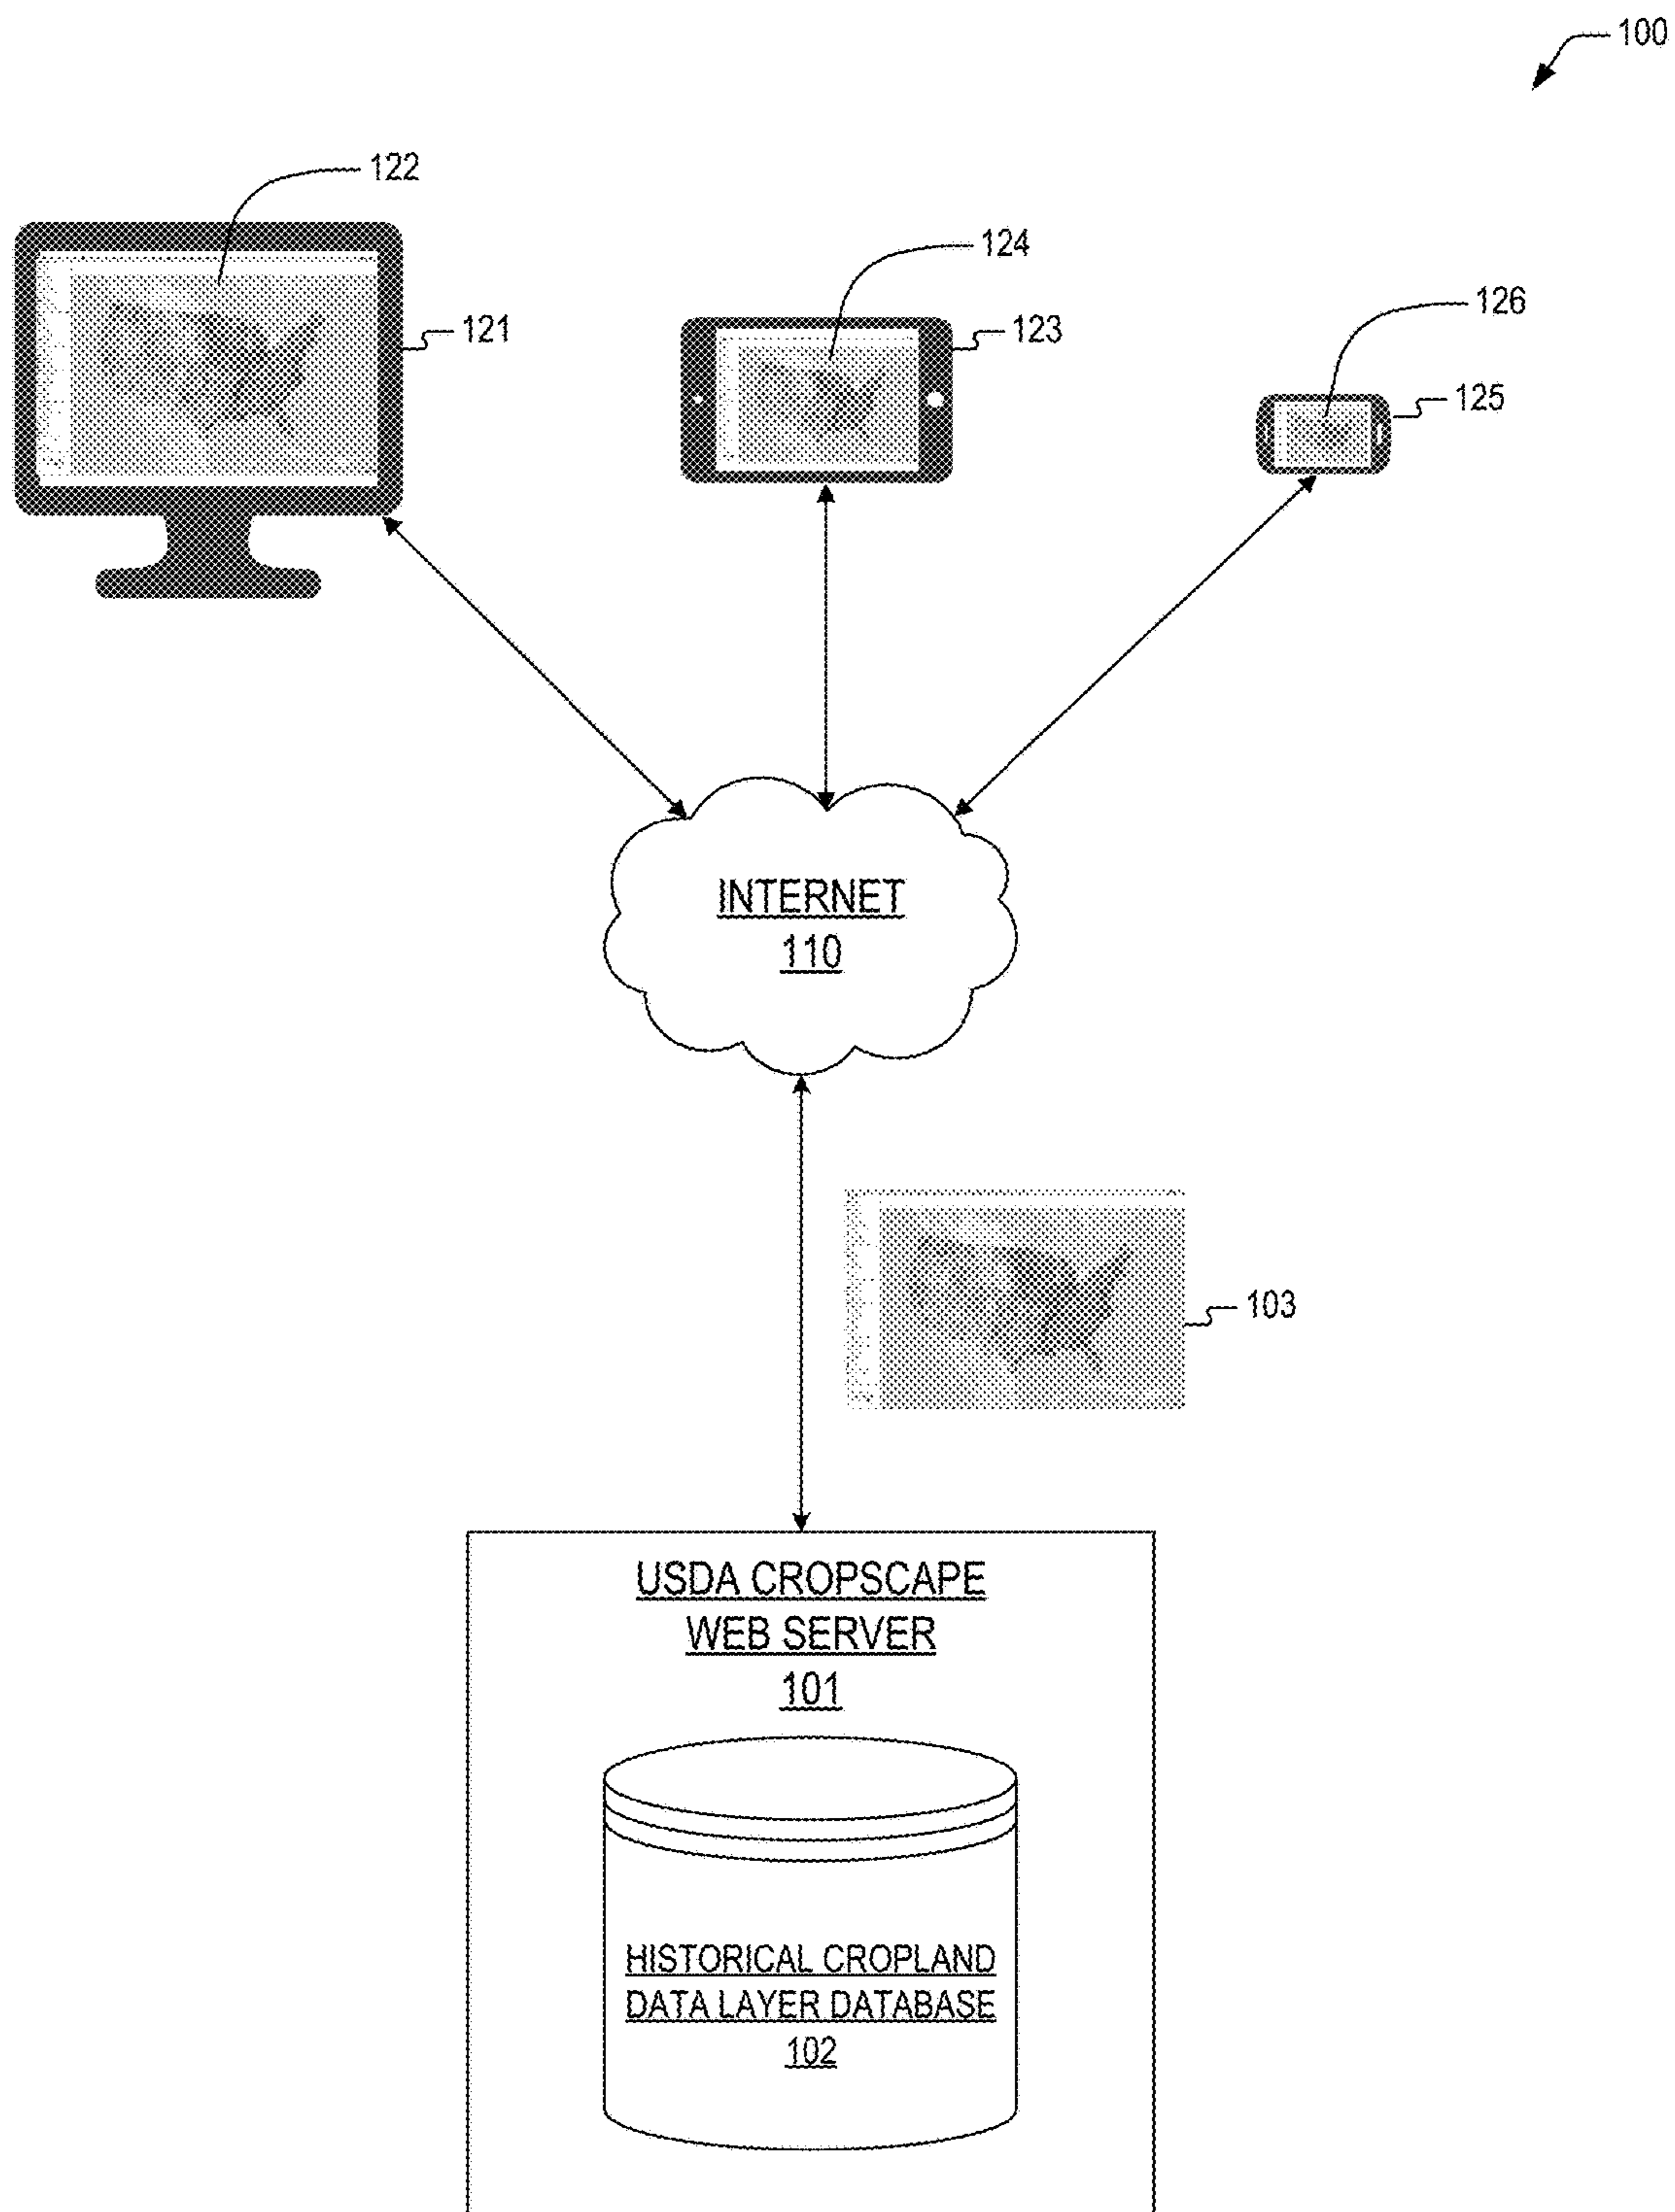 100
122
124
126
121
123
125
INTERNET
110
103
USDA CROPSCAPE
WEB SERVER
101
HISTORICAL CROPLAND
DATA LAYER DATABASE
102